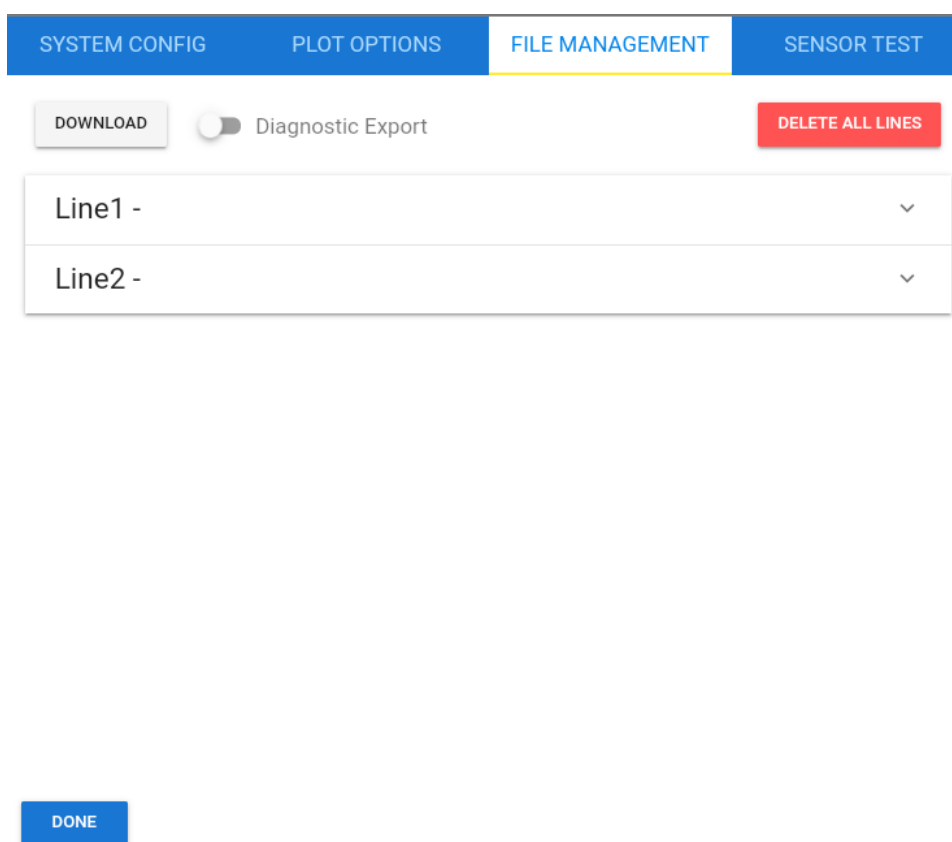 SYSTEM CONFIG PLOT OPTIONS FILE MANAGEMENT SENSOR TEST
DOWNLOAD Diagnostic Export DELETE ALL LINES
Line1 -
Line2 -
DONE